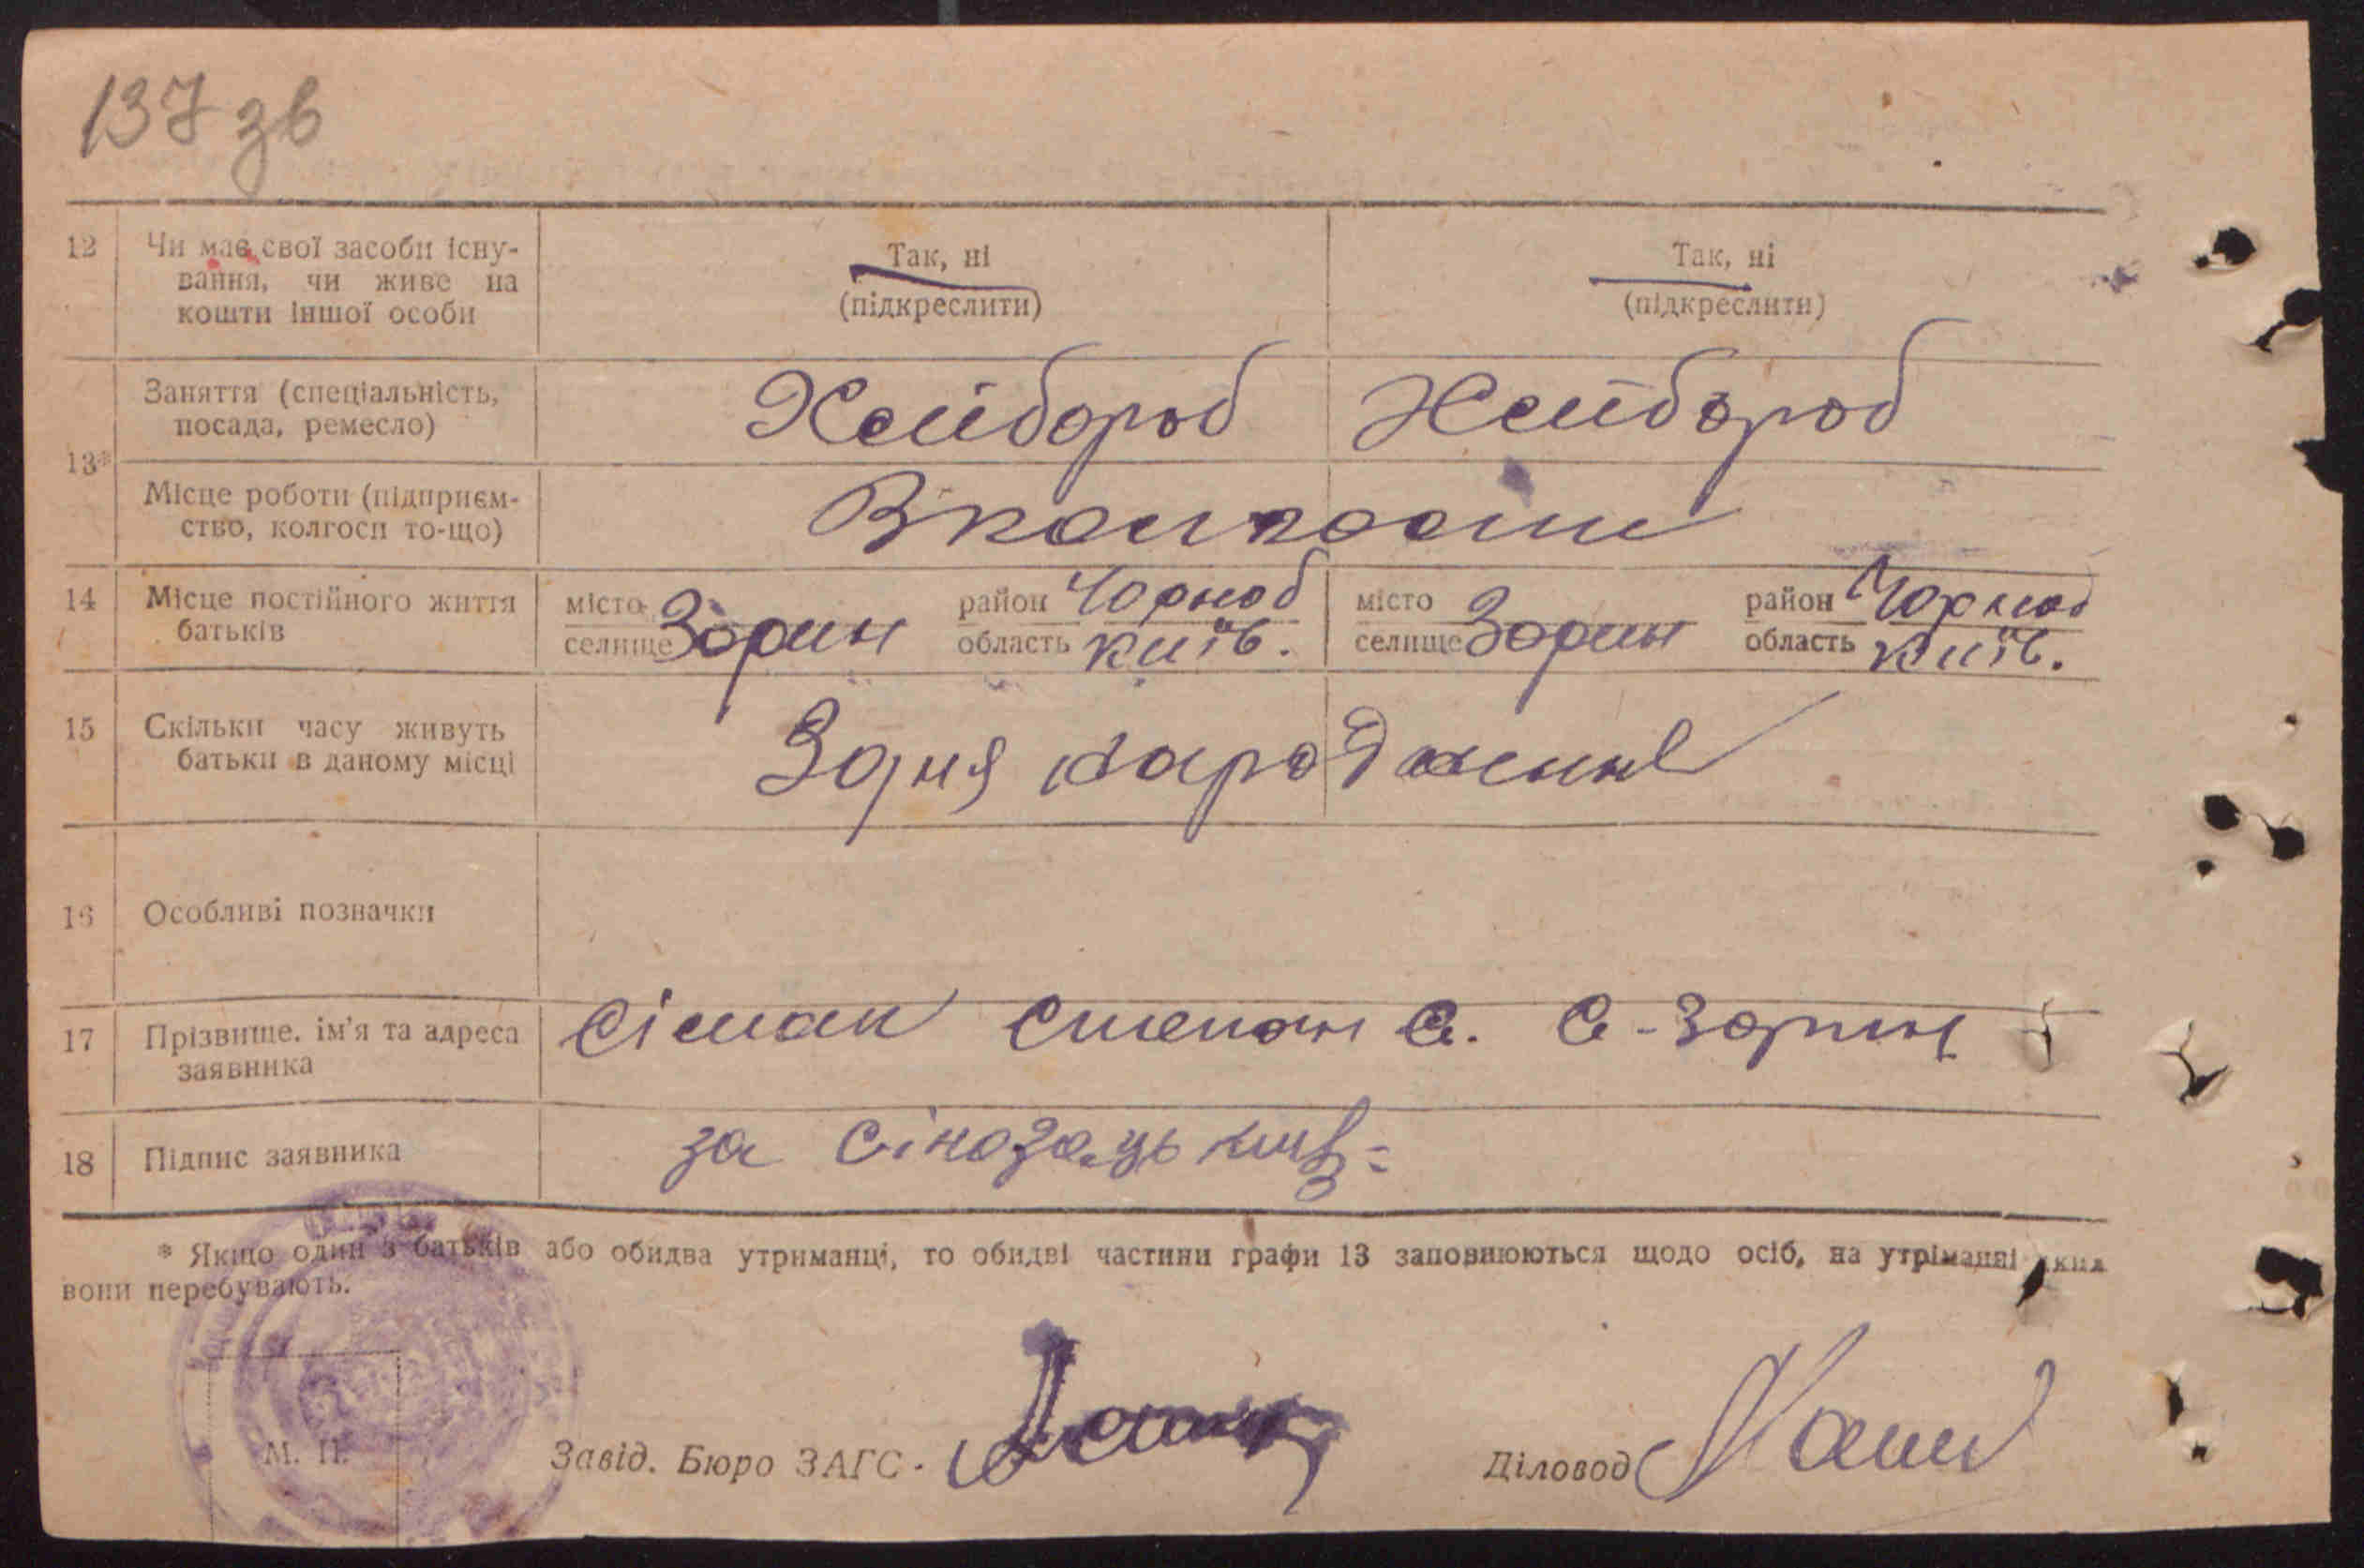 137 зв
12 Чи має свої засоби існу- Так, ні Так, ні
вання, чи живе на (підкреслити) (підкреслити)
кошти іншої особи
13* Заняття (спеціальність, Хлібороб Хлібороб
посада, ремесло)
Місце роботи (підприєм- В колгоспі
ство, колгосп то-що)
14 Місце постійного життя місто район Чорноб місто район Чорноб
батьків селище Зорин область Київ. селище Зорин область Київ.
15 Скільки часу живуть З дня народження
батьки в даному місці
16 Особливі позначки
17 Прізвище. ім'я та адреса Сімак Степан С. С-Зорин
заявника
18 Підпис заявника за
* Якщо один з батьків або обидва утриманці, то обидві частини графи 13 заповнюються щодо осіб, на утріманні яких
вони перебувають.
М. П. Завід. Бюро ЗАГС Діловод